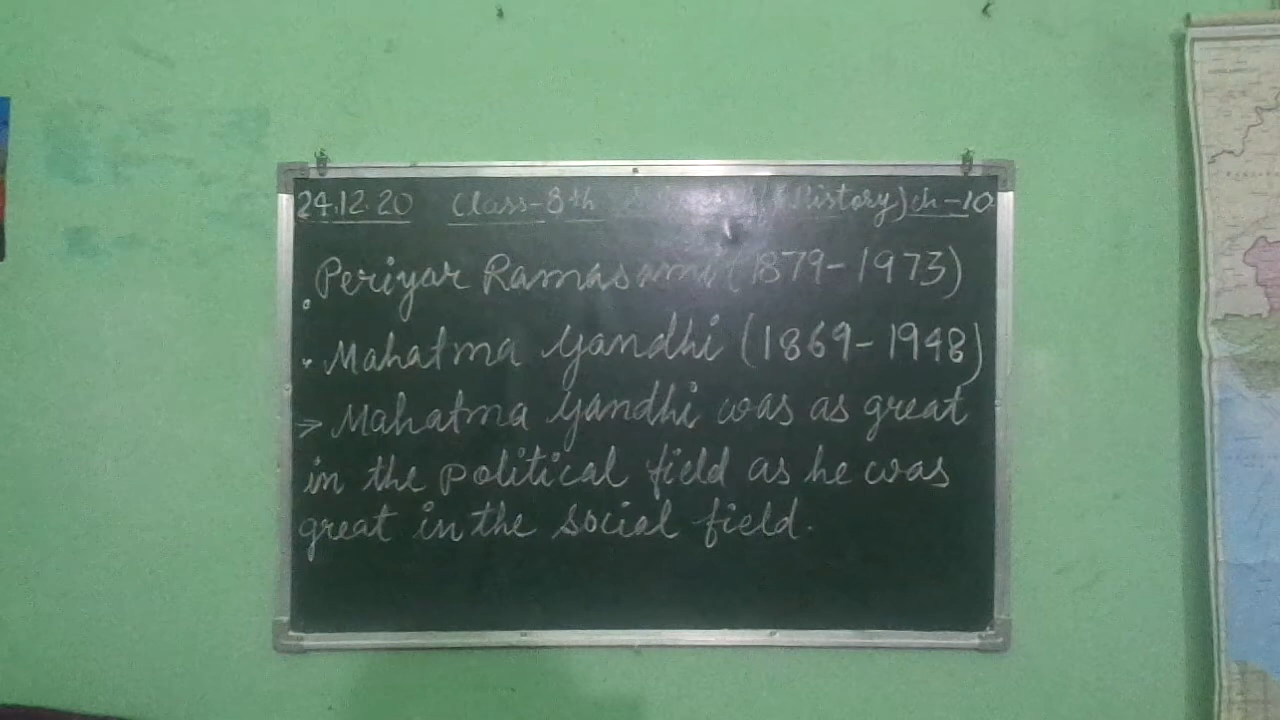 24.12.20 Class-8th (History) ch-10
Periyar Ramasami (1879-1973)
Mahatma Gandhi (1869-1948)
→ Mahatma Gandhi was as great
in the political field as he was
great in the social field.